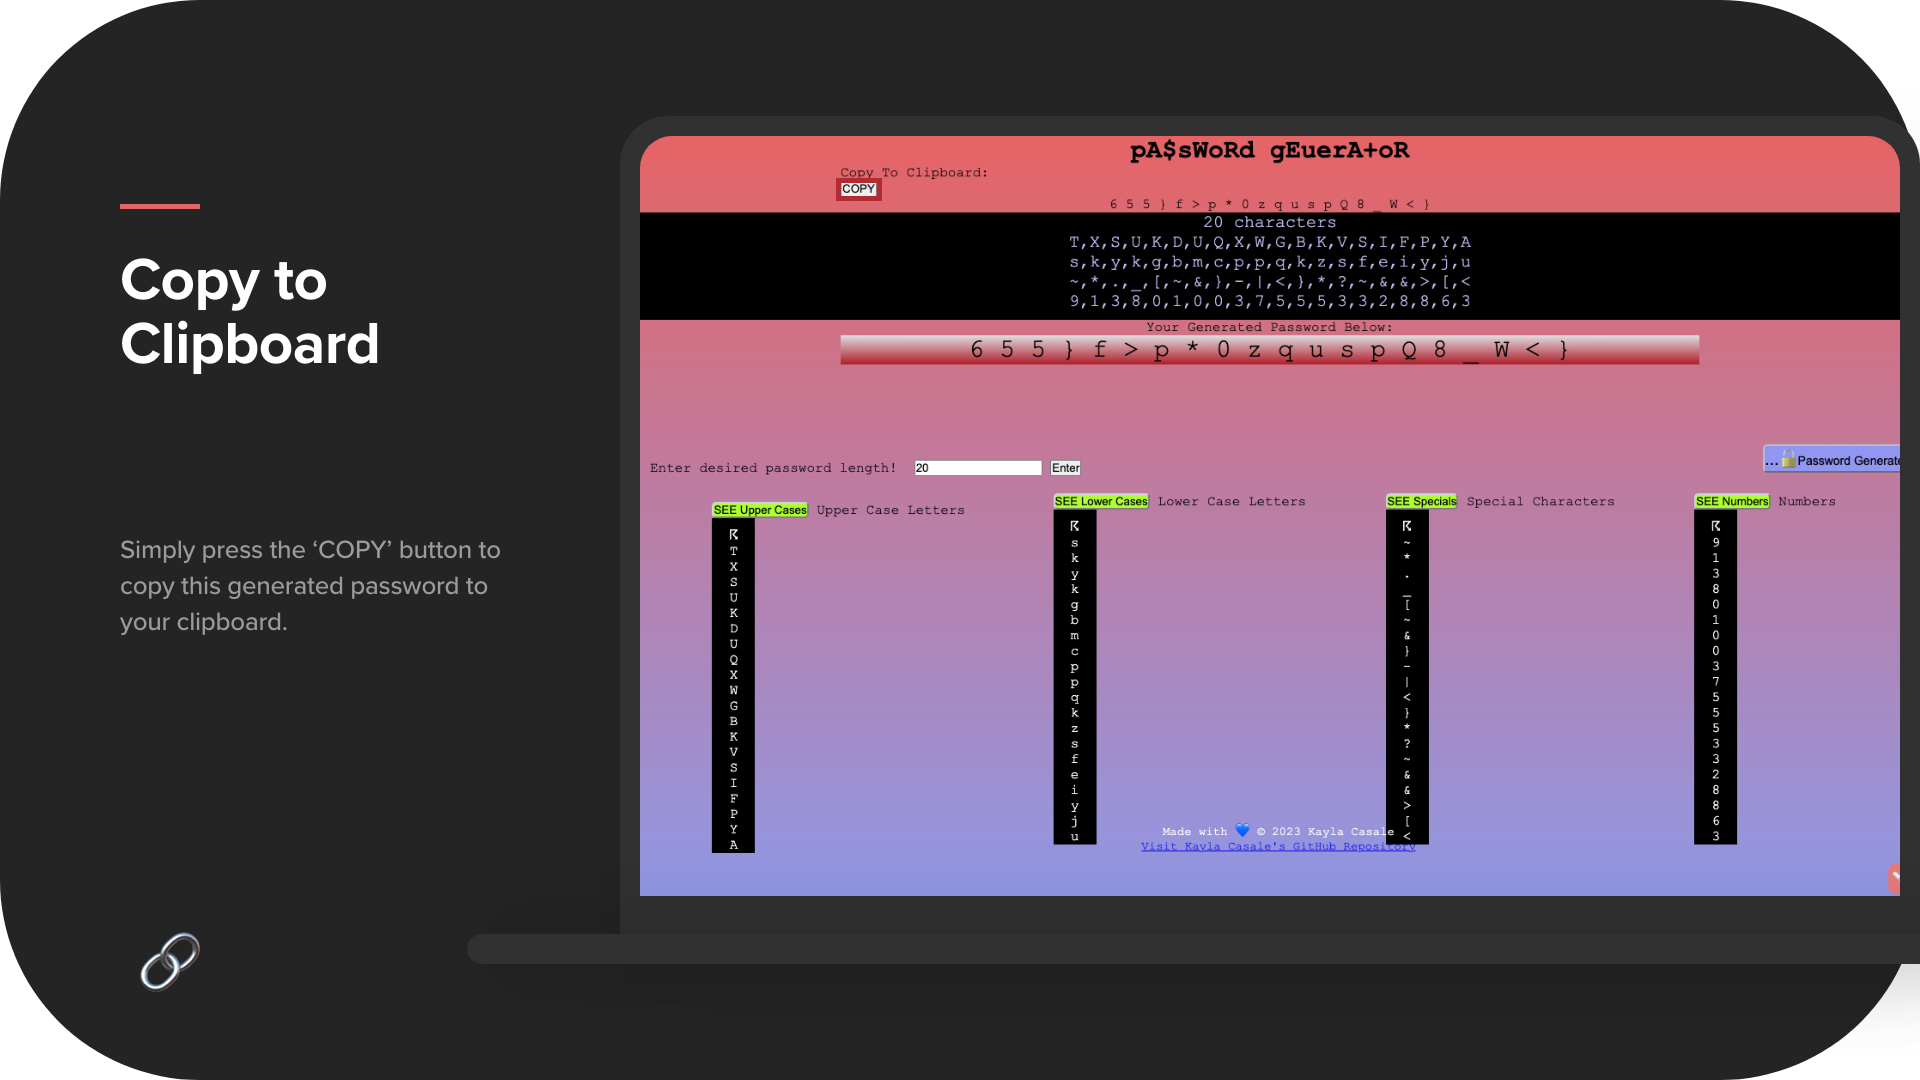 Copy to
Clipboard
Simply press the ‘COPY’ button to
copy this generated password to
your clipboard.
pA$sWoRd gEuerA+oR
Copy To Clipboard:
COPY
6 5 5 } f > p * 0 z q u s p Q 8 _ W < }
20 characters
T,X,S,U,K,D,U,Q,X,W,G,B,K,V,S,I,F,P,Y,A
s,k,y,k,g,b,m,c,p,p,q,k,z,s,f,e,i,y,j,u
~,*,.,_,[,~,&,},-,|,<,},*,?,~,&,&,>,[,<
9,1,3,8,0,1,0,0,3,7,5,5,5,3,3,2,8,8,6,3
Your Generated Password Below:
6 5 5 } f > p * 0 z q u s p Q 8 _ W < }
... Password Generate
Enter desired password length! 20 Enter
SEE Upper Cases Upper Case Letters
T
X
S
U
K
D
U
Q
X
W
G
B
K
V
S
I
F
P
Y
A
SEE Lower Cases Lower Case Letters
s
k
y
k
g
b
m
c
p
p
q
k
z
s
f
e
i
y
j
u
SEE Specials Special Characters
~
*
.
_
[
~
&
}
-
|
<
}
*
?
~
&
&
>
[
<
SEE Numbers Numbers
9
1
3
8
0
1
0
0
3
7
5
5
5
3
3
2
8
8
6
3
Made with 💙 © 2023 Kayla Casale
Visit Kayla Casale's GitHub Repository